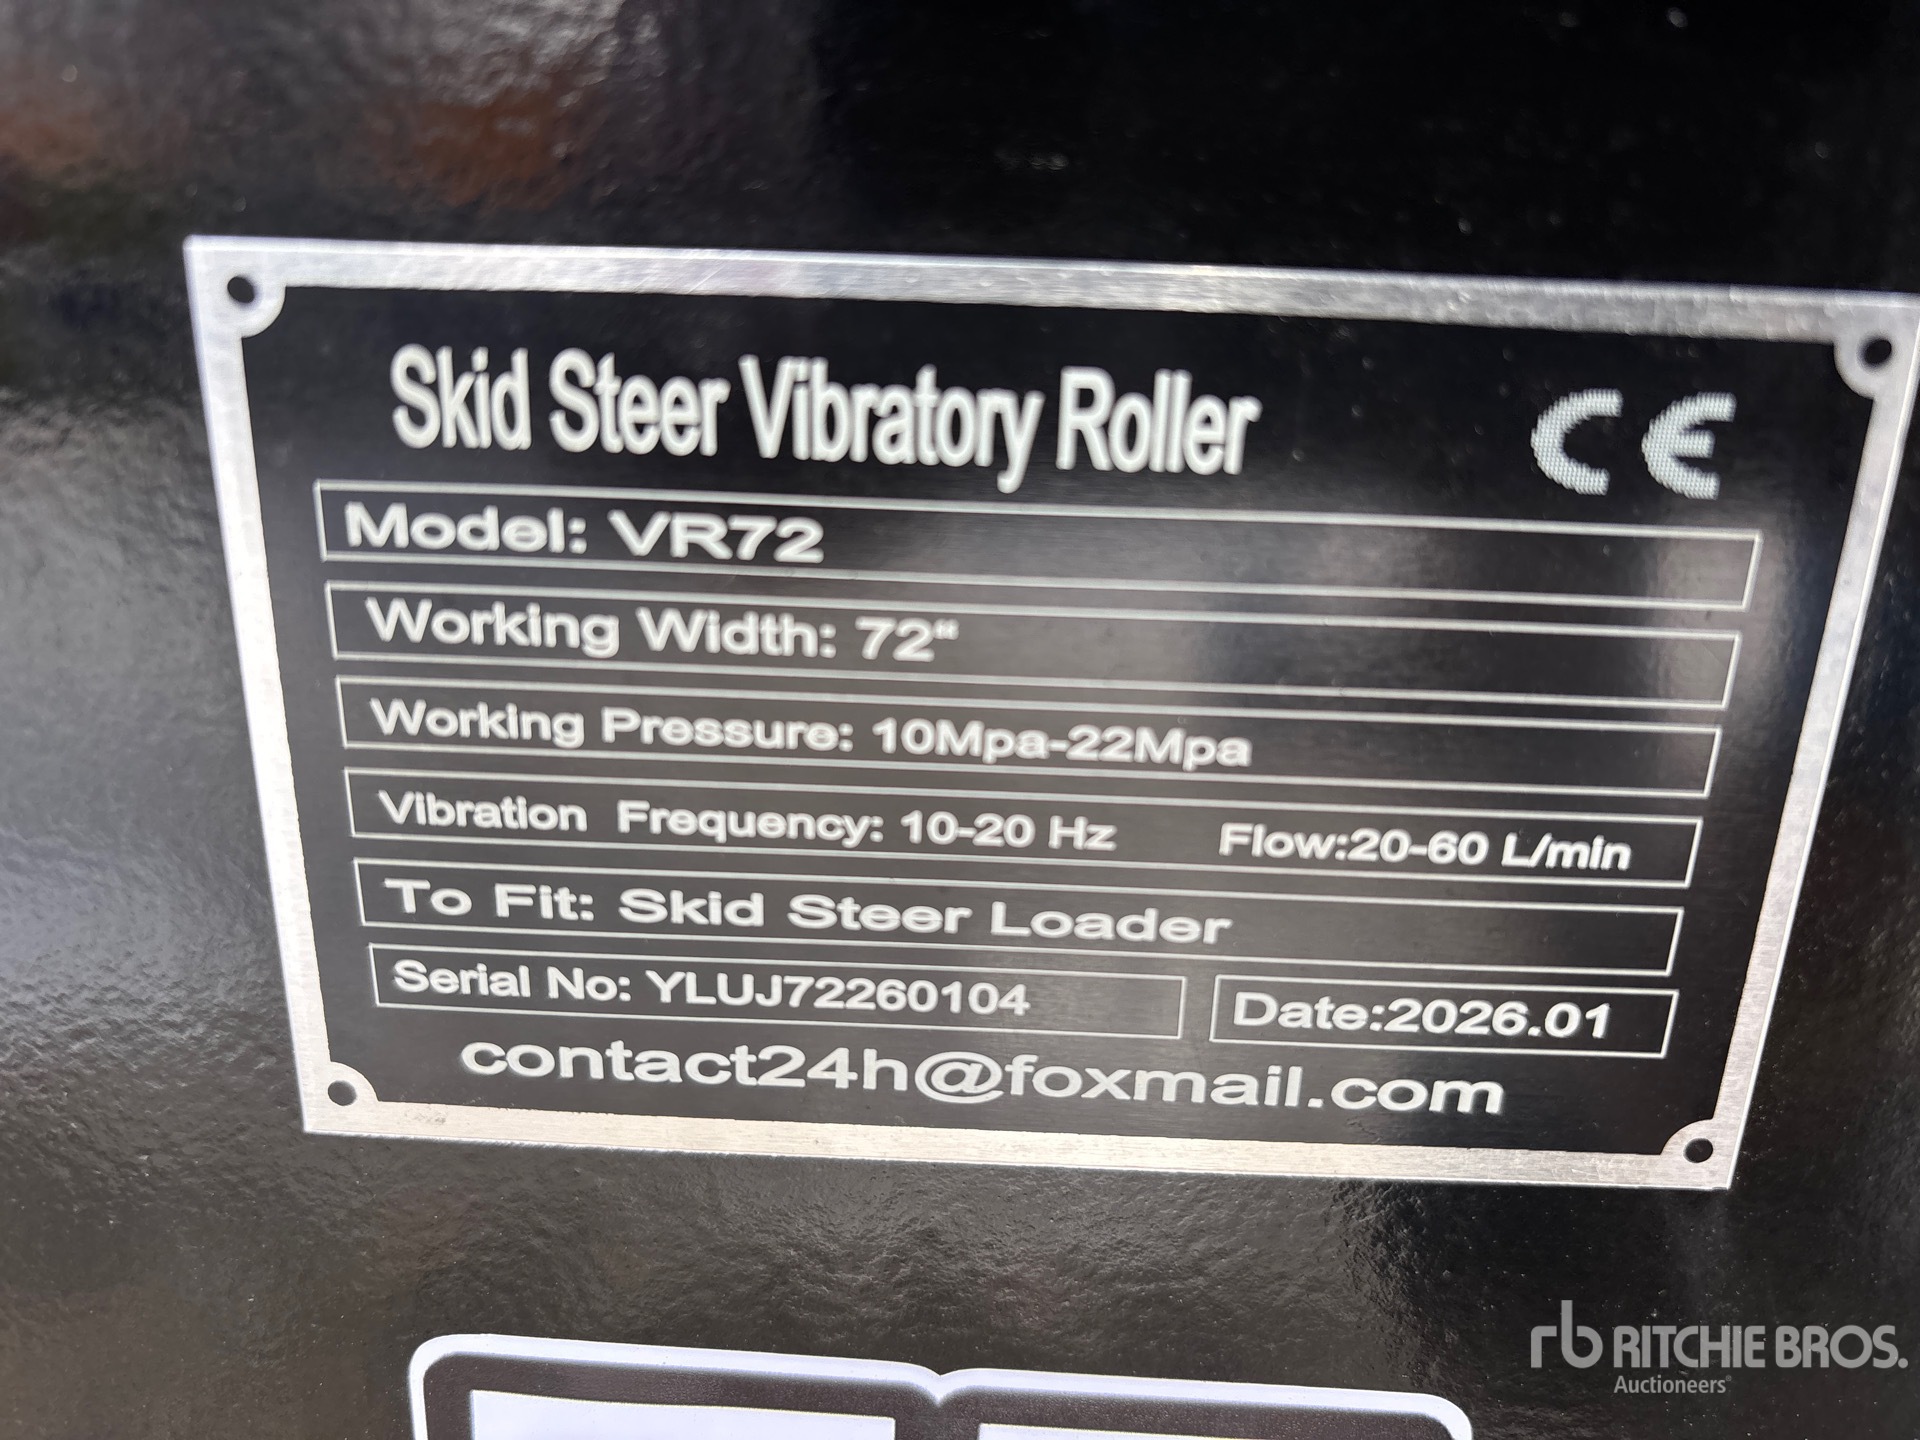 Skid Steer Vibratory Roller CE
Model: VR72
Working Width: 72"
Working Pressure: 10Mpa-22Mpa
Vibration Frequency: 10-20 Hz Flow:20-60 L/min
To Fit: Skid Steer Loader
Serial No: YLUJ72260104 Date:2026.01
contact24h@foxmail.com
rb RITCHIE BROS.
Auctioneers